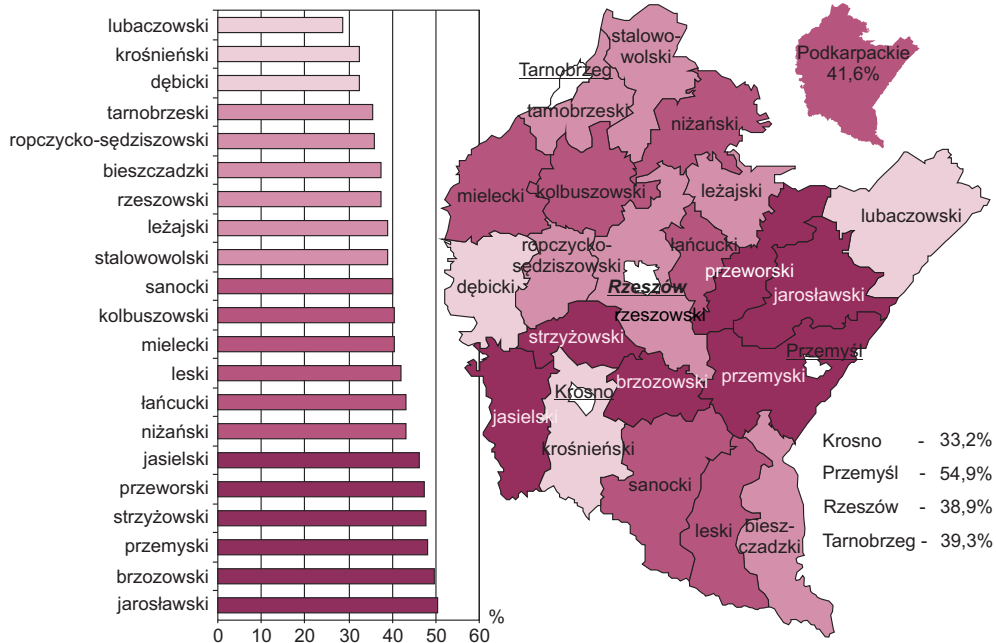 lubaczowski
krośnieński
dębicki
tarnobrzeski
ropczycko-sędziszowski
bieszczadzki
rzeszowski
leżajski
stalowowolski
sanocki
kolbuszowski
mielecki
leski
łańcucki
niżański
jasielski
przeworski
strzyżowski
przemyski
brzozowski
jarosławski
0 10 20 30 40 50 60
%
stalowo-
wolski
Tarnobrzeg
tarnobrzeski
niżański
mielecki
kolbuszowski
leżajski
lubaczowski
ropczycko-
sędziszowski
łańcucki
przeworski
dębicki
Rzeszów
jarosławski
rzeszowski
strzyżowski
Przemyśl
brzozowski
przemyski
Krosno
jasielski
krośnieński
sanocki
leski
biesz-
czadzki
Podkarpackie
41,6%
Krosno - 33,2%
Przemyśl - 54,9%
Rzeszów - 38,9%
Tarnobrzeg - 39,3%